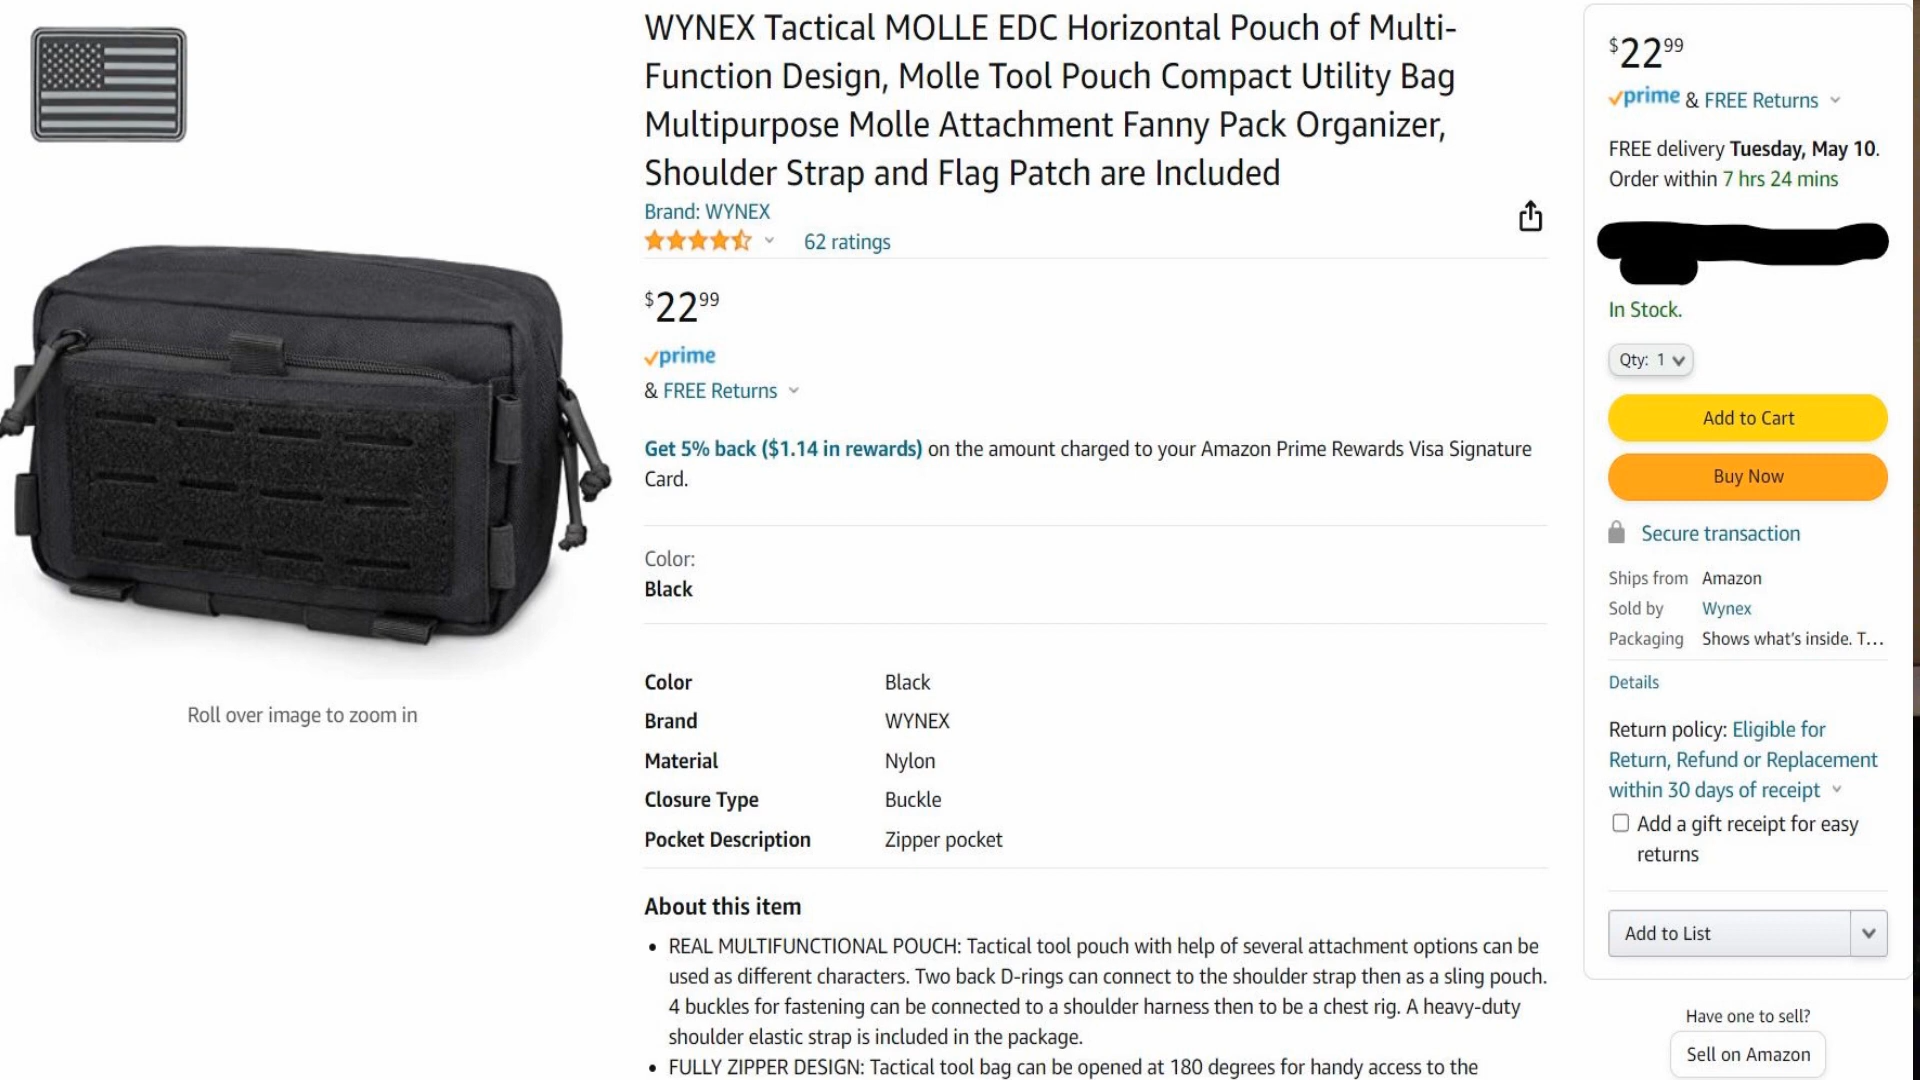 WYNEX Tactical MOLLE EDC Horizontal Pouch of Multi-
Function Design, Molle Tool Pouch Compact Utility Bag
Multipurpose Molle Attachment Fanny Pack Organizer,
Shoulder Strap and Flag Patch are Included
Brand: WYNEX
62 ratings
$22 99
prime
& FREE Returns
Get 5% back ($1.14 in rewards) on the amount charged to your Amazon Prime Rewards Visa Signature
Card.
Color:
Black
Color Black
Brand WYNEX
Material Nylon
Closure Type Buckle
Pocket Description Zipper pocket
About this item
• REAL MULTIFUNCTIONAL POUCH: Tactical tool pouch with help of several attachment options can be
used as different characters. Two back D-rings can connect to the shoulder strap then as a sling pouch.
4 buckles for fastening can be connected to a shoulder harness then to be a chest rig. A heavy-duty
shoulder elastic strap is included in the package.
• FULLY ZIPPER DESIGN: Tactical tool bag can be opened at 180 degrees for handy access to the
Roll over image to zoom in
$22 99
prime & FREE Returns
FREE delivery Tuesday, May 10.
Order within 7 hrs 24 mins
In Stock.
Qty: 1
Add to Cart
Buy Now
Secure transaction
Ships from Amazon
Sold by Wynex
Packaging Shows what's inside. T...
Details
Return policy: Eligible for
Return, Refund or Replacement
within 30 days of receipt
Add a gift receipt for easy
returns
Add to List
Have one to sell?
Sell on Amazon